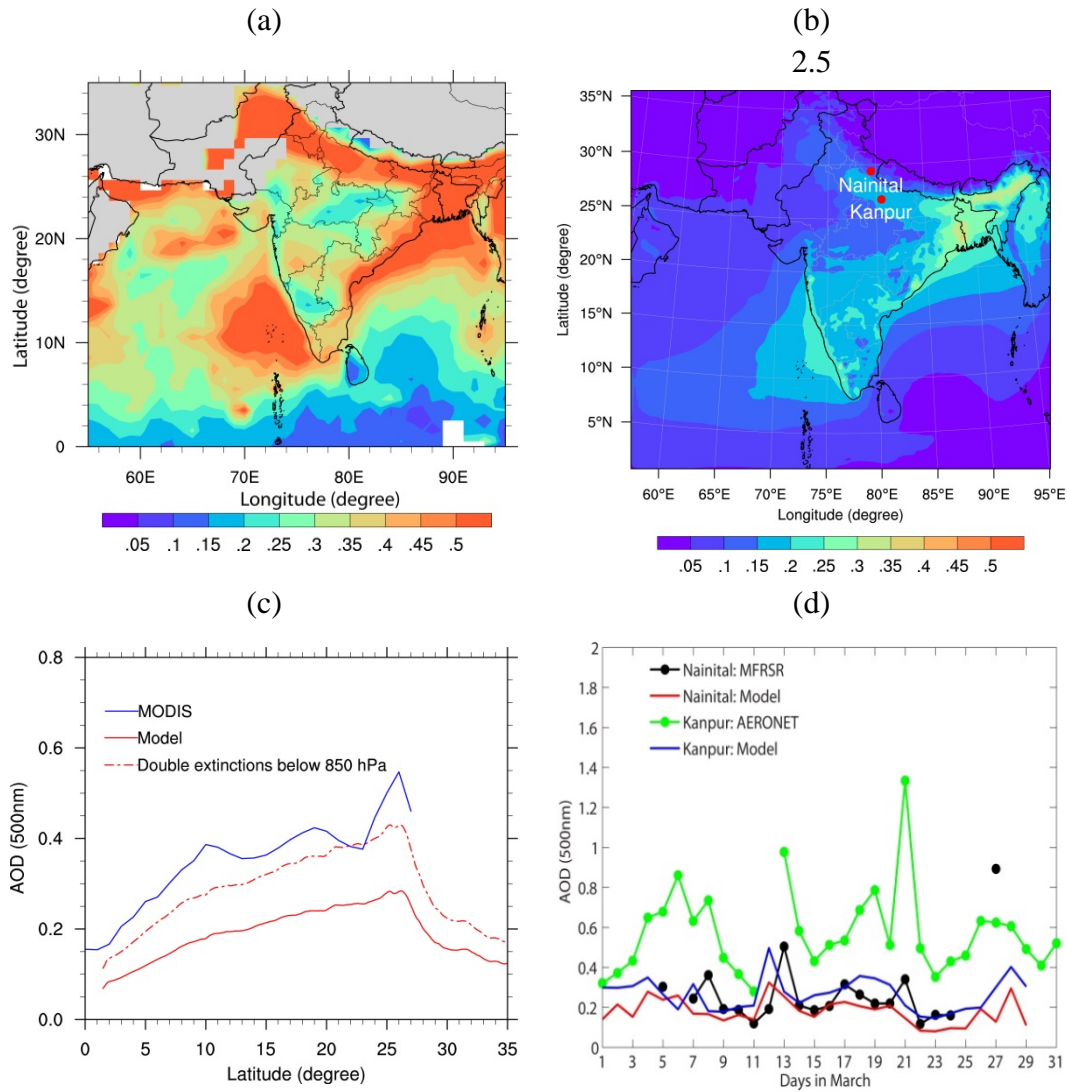 (a)
30N
20N
10N
0
Latitude (degree)
60E 70E 80E 90E
Longitude (degree)
.05 .1 .15 .2 .25 .3 .35 .4 .45 .5
(b)
2.5
35°N
30°N
25°N
20°N
15°N
10°N
5°N
Latitude (degree)
Nainital
Kanpur
60°E 65°E 70°E 75°E 80°E 85°E 90°E 95°E
Longitude (degree)
.05 .1 .15 .2 .25 .3 .35 .4 .45 .5
(c)
0.8
0.6
0.4
0.2
0.0
AOD (500nm)
MODIS
Model
Double extinctions below 850 hPa
0 5 10 15 20 25 30 35
Latitude (degree)
(d)
2
1.8
1.6
1.4
1.2
1
0.8
0.6
0.4
0.2
0
AOD (500nm)
Nainital: MFRSR
Nainital: Model
Kanpur: AERONET
Kanpur: Model
1 3 5 7 9 11 13 15 17 19 21 23 25 27 29 31
Days in March